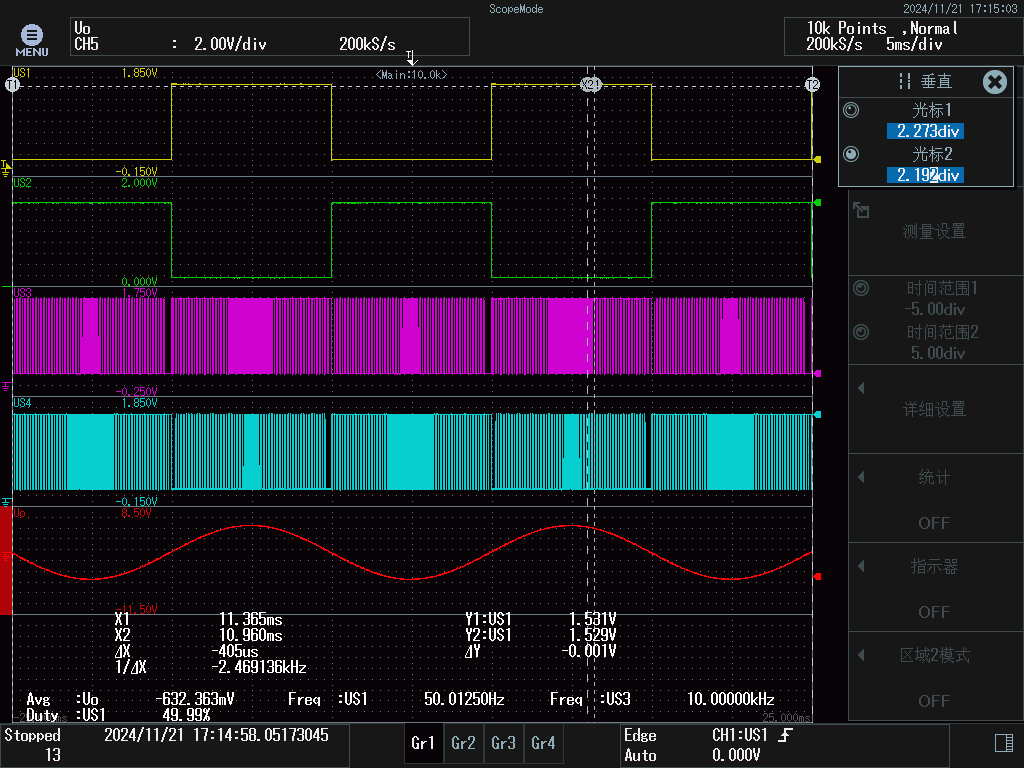 ScopeMode
2024/11/21 17:15:03
MENU
Uo
CH5 : 2.00V/div 200kS/s
10k Points ,Normal
200kS/s 5ms/div
<Main:10.0k>
US1 1.850V
T1
X21
T2
-0.150V
US2 2.000V
0.000V
US3 1.750V
-0.250V
US4 1.850V
-0.150V
Uo 8.50V
-11.50V
X1 11.365ms Y1:US1 1.531V
X2 10.960ms Y2:US1 1.529V
ΔX -405us ΔY -0.001V
1/ΔX -2.469136kHz
Avg :Uo -632.363mV Freq :US1 50.01250Hz Freq :US3 10.00000kHz
Duty :US1 49.99%
25.000ms
垂直
光标1
2.273div
光标2
2.192div
测量设置
时间范围1
-5.00div
时间范围2
5.00div
详细设置
统计
OFF
指示器
OFF
区域2模式
OFF
Stopped 2024/11/21 17:14:58.05173045
13
Gr1 Gr2 Gr3 Gr4
Edge CH1:US1
Auto 0.000V